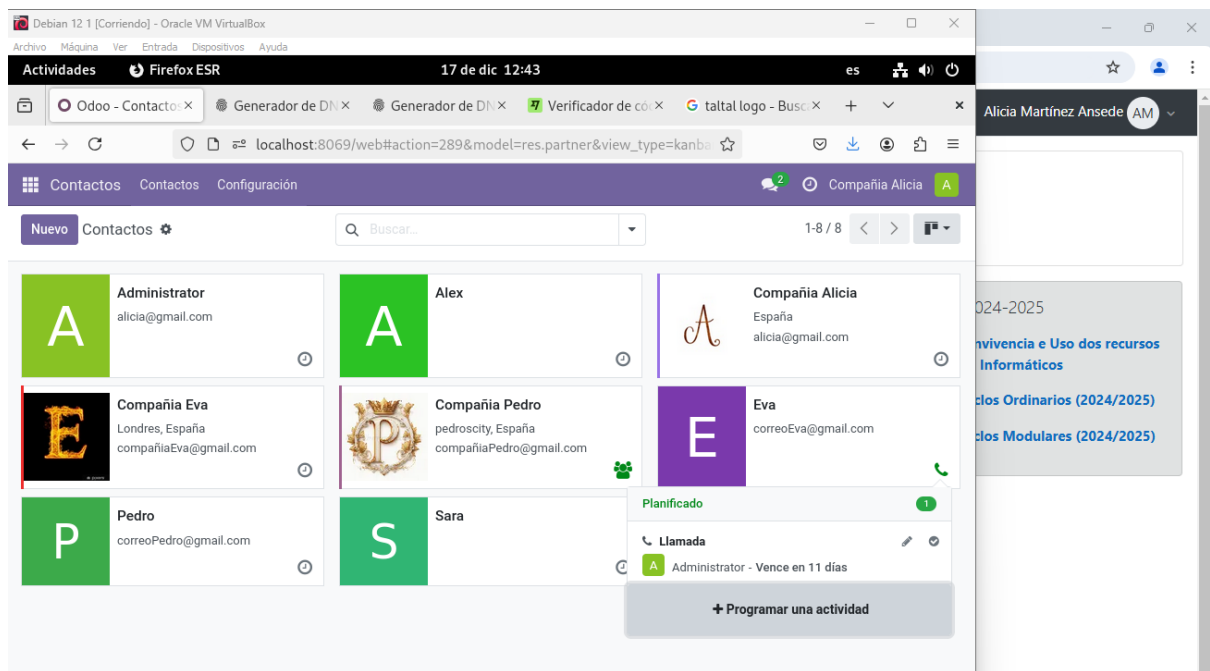 Debian 12 1 [Corriendo] - Oracle VM VirtualBox
Archivo Máquina Ver Entrada Dispositivos Ayuda
Actividades Firefox ESR 17 de dic 12:43 es
Odoo - Contactos Generador de DN Generador de DN Verificador de cód taltal logo - Busc
localhost:8069/web#action=289&model=res.partner&view_type=kanba
Alicia Martínez Ansede AM
Contactos Contactos Configuración 2 Compañia Alicia A
Nuevo Contactos Buscar... 1-8 / 8
A
Administrator
alicia@gmail.com
A
Alex
A
Compañia Alicia
España
alicia@gmail.com
E
Compañia Eva
Londres, España
compañiaEva@gmail.com
P
Compañia Pedro
pedroscity, España
compañiaPedro@gmail.com
E
Eva
correoEva@gmail.com
P
Pedro
correoPedro@gmail.com
S
Sara
Planificado 1
Llamada
A Administrator - Vence en 11 días
+ Programar una actividad
024-2025
nvivencia e Uso dos recursos
Informáticos
clos Ordinarios (2024/2025)
clos Modulares (2024/2025)